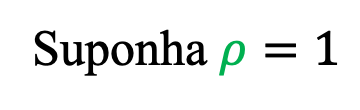 Suponha ρ = 1